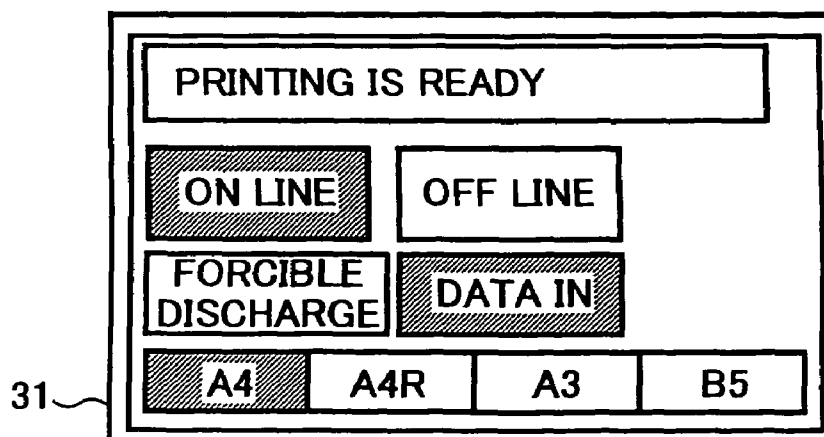 PRINTING IS READY
ON LINE OFF LINE
FORCIBLE
DISCHARGE
DATA IN
A4 A4R A3 B5
31